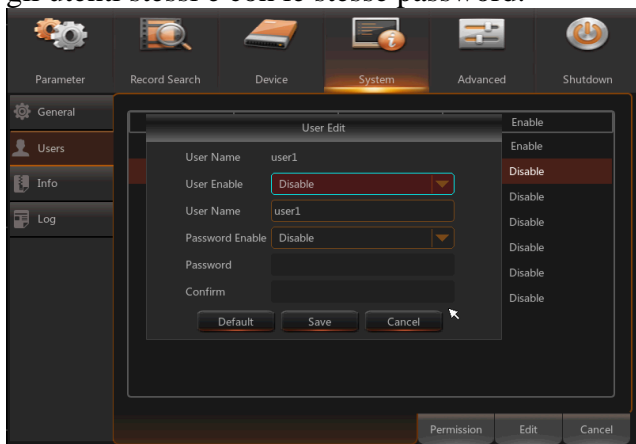 gli utenti stessi e con le stesse password.
Parameter Record Search Device System Advanced Shutdown
General
Users
Info
Log
Enable
Enable
Disable
Disable
Disable
Disable
Disable
Disable
User Edit
User Name user1
User Enable Disable
User Name user1
Password Enable Disable
Password
Confirm
Default Save Cancel
Permission Edit Cancel